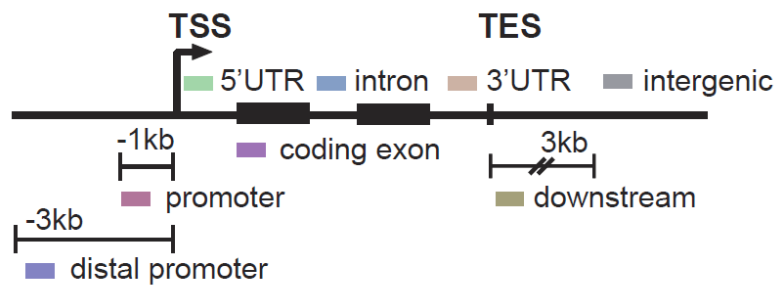 TSS TES
5'UTR intron 3'UTR intergenic
-1kb coding exon 3kb
promoter downstream
-3kb
distal promoter